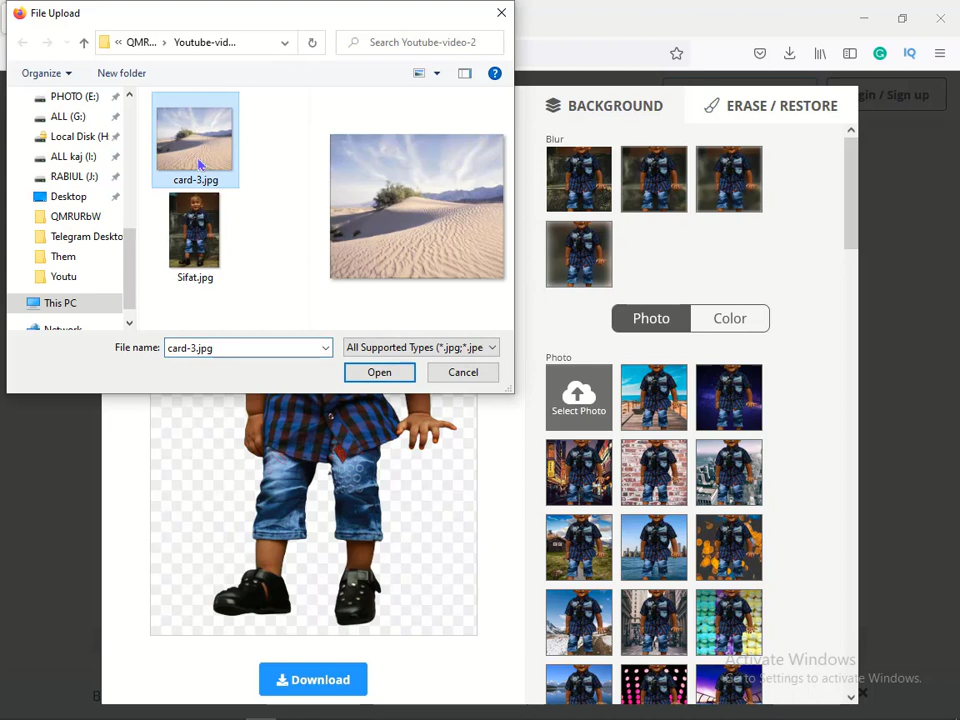 File Upload
« QMR... › Youtube-vid...
Search Youtube-video-2
Organize
New folder
PHOTO (E:)
ALL (G:)
Local Disk (H:
ALL kaj (I:)
RABIUL (J:)
Desktop
QMRURbW
Telegram Deskto
Them
Youtu
This PC
Network
card-3.jpg
Sifat.jpg
File name:
card-3.jpg
All Supported Types (*.jpg;*.jpe
Open
Cancel
IQ
/ Sign up
BACKGROUND
ERASE / RESTORE
Blur
Photo
Color
Photo
Select Photo
Download
Activate Windows
Go to Settings to activate Windows.